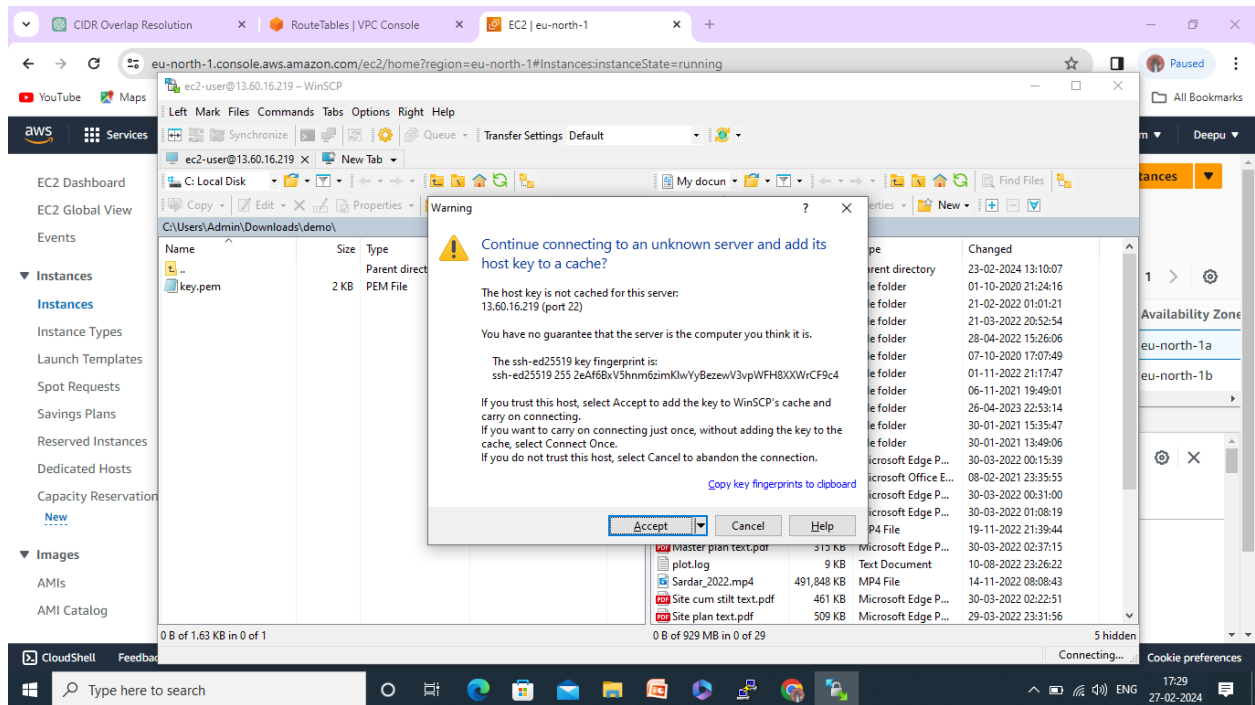 CIDR Overlap Resolution
RouteTables | VPC Console
EC2 | eu-north-1
eu-north-1.console.aws.amazon.com/ec2/home?region=eu-north-1#Instances:instanceState=running
Paused
YouTube
Maps
All Bookmarks
aws
Services
Deepu ▼
ec2-user@13.60.16.219 – WinSCP
Left Mark Files Commands Tabs Options Right Help
Synchronize
Queue
Transfer Settings Default
ec2-user@13.60.16.219 X New Tab
C: Local Disk
My docun
Find Files
Copy
Edit
Properties
New
C:\Users\Admin\Downloads\demo\
Name Size Type
.. Parent direct
key.pem 2 KB PEM File
EC2 Dashboard
EC2 Global View
Events
Instances
Instances
Instance Types
Launch Templates
Spot Requests
Savings Plans
Reserved Instances
Dedicated Hosts
Capacity Reservation
New
Images
AMIs
AMI Catalog
Warning
? X
Continue connecting to an unknown server and add its
host key to a cache?
The host key is not cached for this server:
13.60.16.219 (port 22)
You have no guarantee that the server is the computer you think it is.
The ssh-ed25519 key fingerprint is:
ssh-ed25519 255 2eAf6BxV5hnm6zimKlwYyBezewV3vpWFH8XXWrCF9c4
If you trust this host, select Accept to add the key to WinSCP's cache and
carry on connecting.
If you want to carry on connecting just once, without adding the key to the
cache, select Connect Once.
If you do not trust this host, select Cancel to abandon the connection.
Copy key fingerprints to clipboard
Accept
Cancel
Help
pe Changed
rent directory 23-02-2024 13:10:07
le folder 01-10-2020 21:24:16
le folder 21-02-2022 01:01:21
le folder 21-03-2022 20:52:54
le folder 28-04-2022 15:26:06
le folder 07-10-2020 17:07:49
le folder 01-11-2022 21:17:47
le folder 06-11-2021 19:49:01
le folder 26-04-2023 22:53:14
le folder 30-01-2021 15:35:47
le folder 30-01-2021 13:49:06
icrosoft Edge P... 30-03-2022 00:15:39
icrosoft Office E... 08-02-2021 23:35:55
icrosoft Edge P... 30-03-2022 00:31:00
icrosoft Edge P... 30-03-2022 01:08:19
P4 File 19-11-2022 21:39:44
Master plan text.pdf 315 KB Microsoft Edge P... 30-03-2022 02:37:15
plot.log 9 KB Text Document 10-08-2022 23:26:22
Sardar_2022.mp4 491,848 KB MP4 File 14-11-2022 08:08:43
Site cum stilt text.pdf 461 KB Microsoft Edge P... 30-03-2022 02:22:51
Site plan text.pdf 509 KB Microsoft Edge P... 29-03-2022 23:31:56
0 B of 1.63 KB in 0 of 1
0 B of 929 MB in 0 of 29
5 hidden
Connecting...
tances
1
Availability Zone
eu-north-1a
eu-north-1b
CloudShell
Feedbac
Cookie preferences
Type here to search
ENG
17:29
27-02-2024